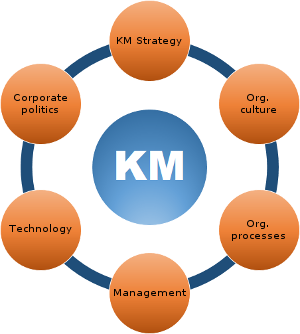 KM Strategy
Org.
culture
Org.
processes
Management
Technology
Corporate
politics
KM